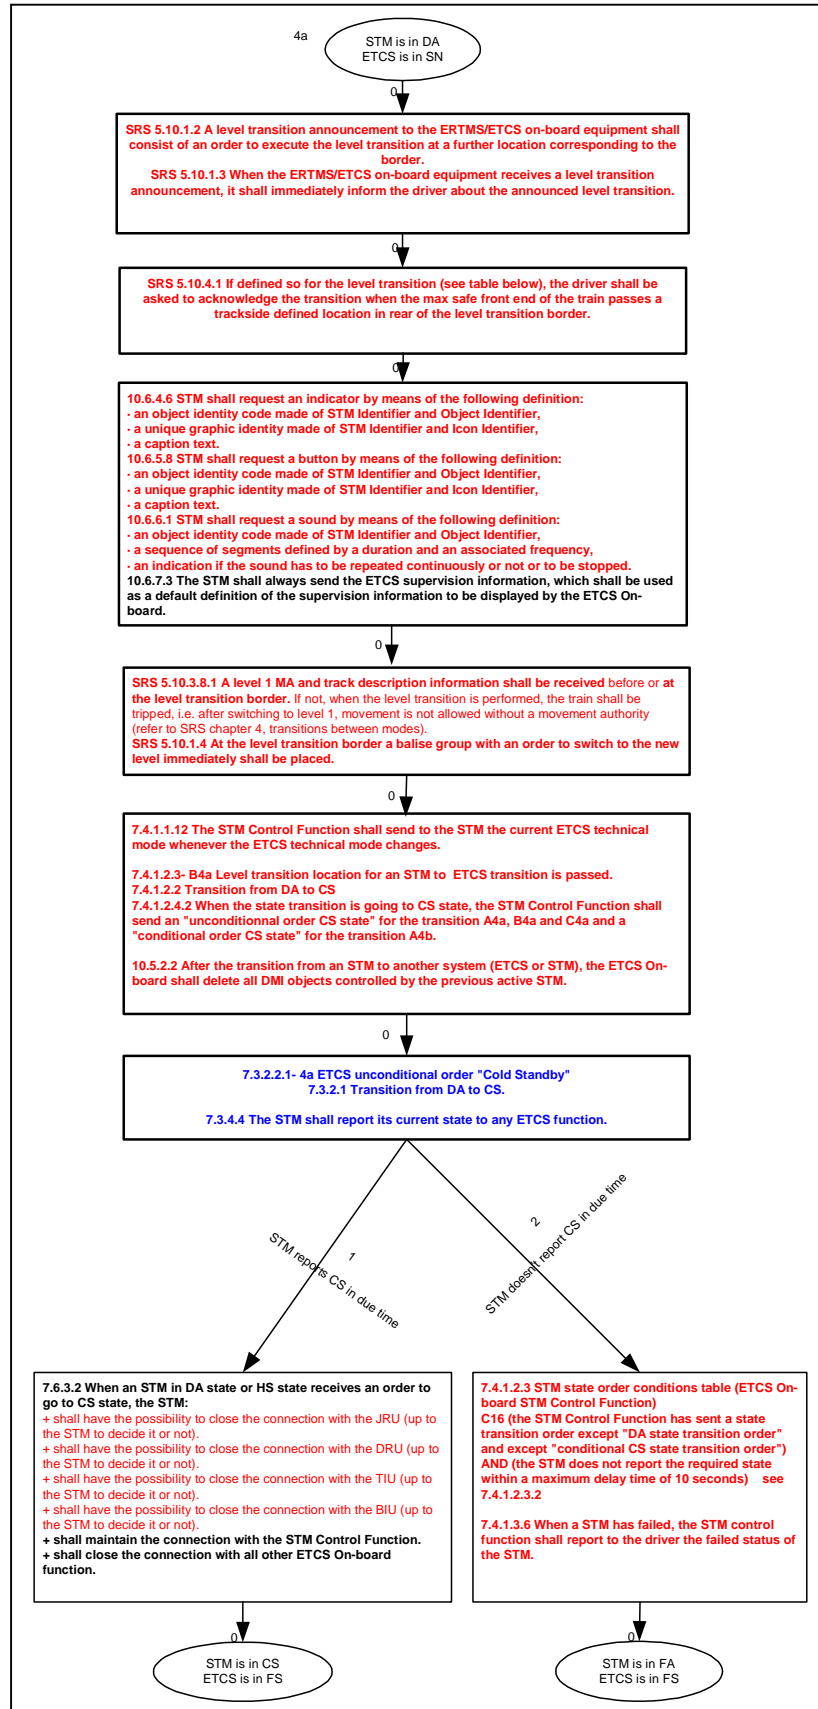 4a
STM is in DA
ETCS is in SN
0
SRS 5.10.1.2 A level transition announcement to the ERTMS/ETCS on-board equipment shall
consist of an order to execute the level transition at a further location corresponding to the
border.
SRS 5.10.1.3 When the ERTMS/ETCS on-board equipment receives a level transition
announcement, it shall immediately inform the driver about the announced level transition.
0
SRS 5.10.4.1 If defined so for the level transition (see table below), the driver shall be
asked to acknowledge the transition when the max safe front end of the train passes a
trackside defined location in rear of the level transition border.
0
10.6.4.6 STM shall request an indicator by means of the following definition:
· an object identity code made of STM Identifier and Object Identifier,
· a unique graphic identity made of STM Identifier and Icon Identifier,
· a caption text.
10.6.5.8 STM shall request a button by means of the following definition:
· an object identity code made of STM Identifier and Object Identifier,
· a unique graphic identity made of STM Identifier and Icon Identifier,
· a caption text.
10.6.6.1 STM shall request a sound by means of the following definition:
· an object identity code made of STM Identifier and Object Identifier,
· a sequence of segments defined by a duration and an associated frequency,
· an indication if the sound has to be repeated continuously or not or to be stopped.
10.6.7.3 The STM shall always send the ETCS supervision information, which shall be used
as a default definition of the supervision information to be displayed by the ETCS On-
board.
0
SRS 5.10.3.8.1 A level 1 MA and track description information shall be received before or at
the level transition border. If not, when the level transition is performed, the train shall be
tripped, i.e. after switching to level 1, movement is not allowed without a movement authority
(refer to SRS chapter 4, transitions between modes).
SRS 5.10.1.4 At the level transition border a balise group with an order to switch to the new
level immediately shall be placed.
0
7.4.1.1.12 The STM Control Function shall send to the STM the current ETCS technical
mode whenever the ETCS technical mode changes.
7.4.1.2.3- B4a Level transition location for an STM to ETCS transition is passed.
7.4.1.2.2 Transition from DA to CS
7.4.1.2.4.2 When the state transition is going to CS state, the STM Control Function shall
send an "unconditionnal order CS state" for the transition A4a, B4a and C4a and a
"conditional order CS state" for the transition A4b.
10.5.2.2 After the transition from an STM to another system (ETCS or STM), the ETCS On-
board shall delete all DMI objects controlled by the previous active STM.
0
7.3.2.2.1- 4a ETCS unconditional order "Cold Standby"
7.3.2.1 Transition from DA to CS.
7.3.4.4 The STM shall report its current state to any ETCS function.
1
STM reports CS in due time
2
STM doesn't report CS in due time
7.6.3.2 When an STM in DA state or HS state receives an order to
go to CS state, the STM:
+ shall have the possibility to close the connection with the JRU (up to
the STM to decide it or not).
+ shall have the possibility to close the connection with the DRU (up to
the STM to decide it or not).
+ shall have the possibility to close the connection with the TIU (up to
the STM to decide it or not).
+ shall have the possibility to close the connection with the BIU (up to
the STM to decide it or not).
+ shall maintain the connection with the STM Control Function.
+ shall close the connection with all other ETCS On-board
function.
0
STM is in CS
ETCS is in FS
7.4.1.2.3 STM state order conditions table (ETCS On-
board STM Control Function)
C16 (the STM Control Function has sent a state
transition order except "DA state transition order"
and except "conditional CS state transition order")
AND (the STM does not report the required state
within a maximum delay time of 10 seconds) see
7.4.1.2.3.2
7.4.1.3.6 When a STM has failed, the STM control
function shall report to the driver the failed status of
the STM.
0
STM is in FA
ETCS is in FS